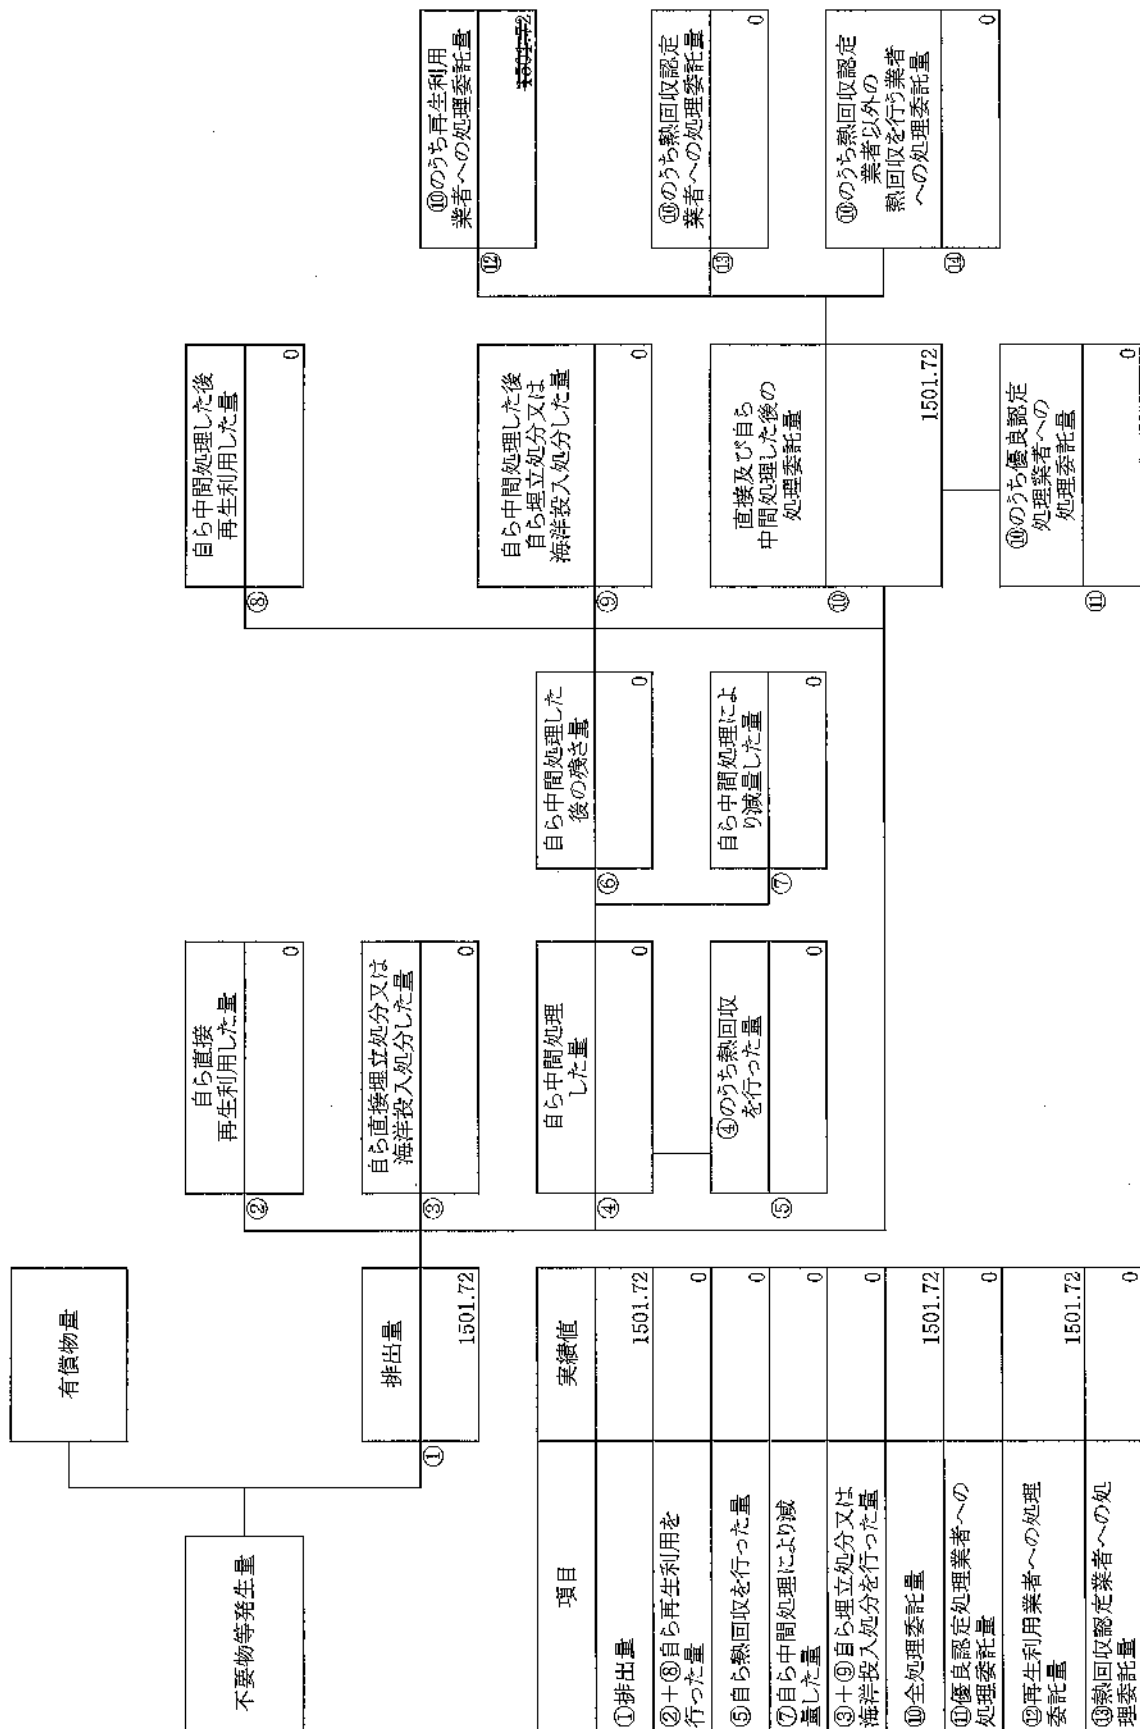 不要物等発生量
有償物量
①
排出量
1501.72
②
自ら直接
再生利用した量
0
③
自ら直接埋立処分又は
海洋投入処分した量
0
④
自ら中間処理
した量
0
⑤
④のうち熱回収
を行った量
0
⑥
自ら中間処理した
後の残さ量
0
⑦
自ら中間処理によ
り減量した量
0
⑧
自ら中間処理した後
再生利用した量
0
⑨
自ら中間処理した後
自ら埋立処分又は
海洋投入処分した量
0
⑩
直接及び自ら
中間処理した後の
処理委託量
1501.72
⑪
⑩のうち優良認定
処理業者への
処理委託量
0
⑫
⑩のうち再生利用
業者への処理委託量
1501.72
⑬
⑩のうち熱回収認定
業者への処理委託量
0
⑭
⑩のうち熱回収認定
業者以外の
熱回収を行う業者
への処理委託量
0
項目
実績値
①排出量
1501.72
②+⑧自ら再生利用を
行った量
0
⑤自ら熱回収を行った量
0
⑦自ら中間処理により減
量した量
0
③+⑨自ら埋立処分又は
海洋投入処分を行った量
0
⑩全処理委託量
1501.72
⑪優良認定処理業者への
処理委託量
0
⑫再生利用業者への処理
委託量
1501.72
⑬熱回収認定業者への処
理委託量
0